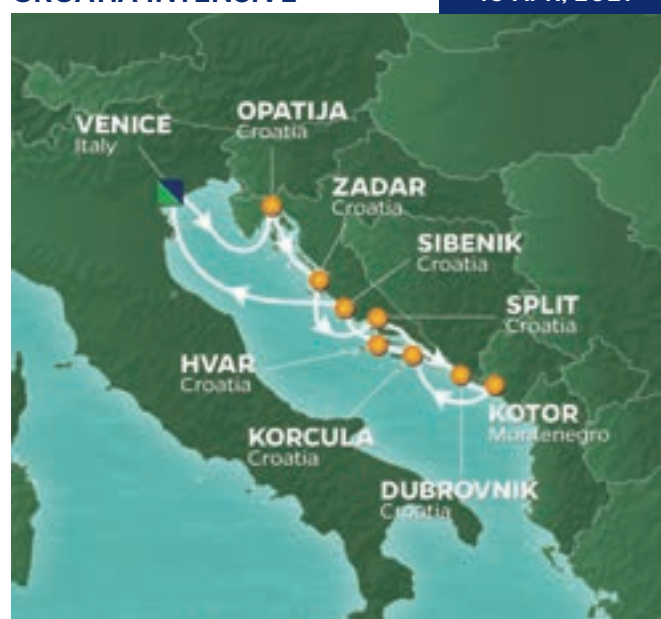 VENICE
Italy
OPATIJA
Croatia
ZADAR
Croatia
SIBENIK
Croatia
SPLIT
Croatia
HVAR
Croatia
KORCULA
Croatia
KOTOR
Montenegro
DUBROVNIK
Croatia